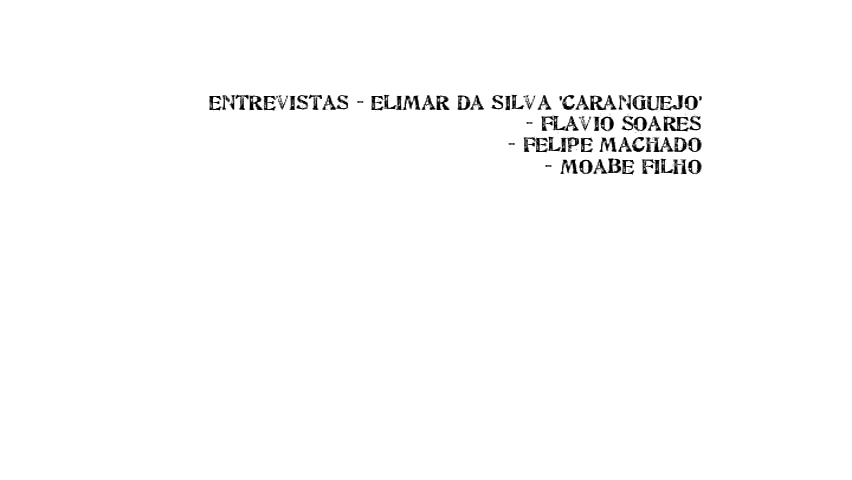 ENTREVISTAS - ELIMAR DA SILVA 'CARANGUEJO'
- FLAVIO SOARES
- FELIPE MACHADO
- MOABE FILHO